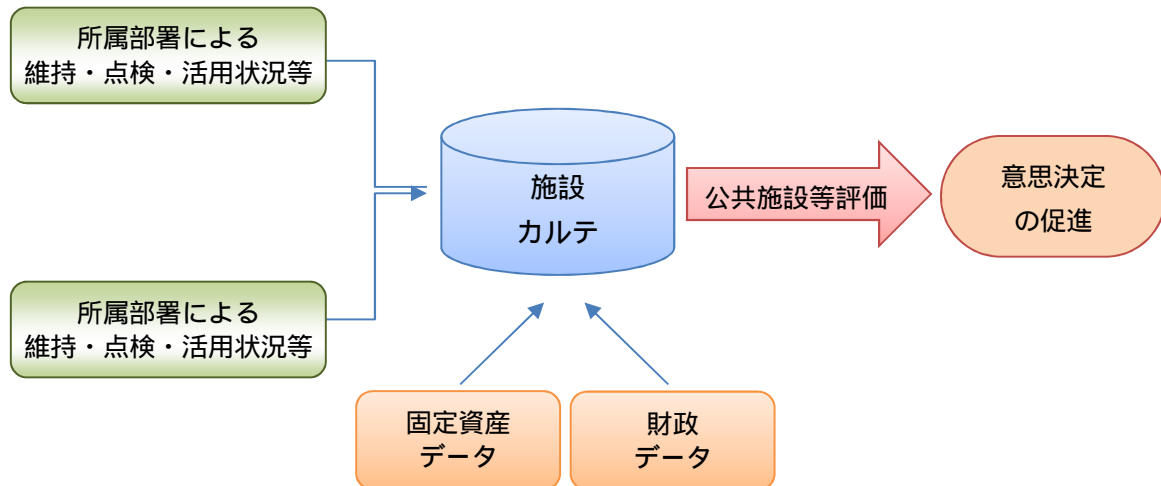 所属部署による
維持・点検・活用状況等
施設
カルテ
公共施設等評価
意思決定
の促進
所属部署による
維持・点検・活用状況等
固定資産
データ
財政
データ